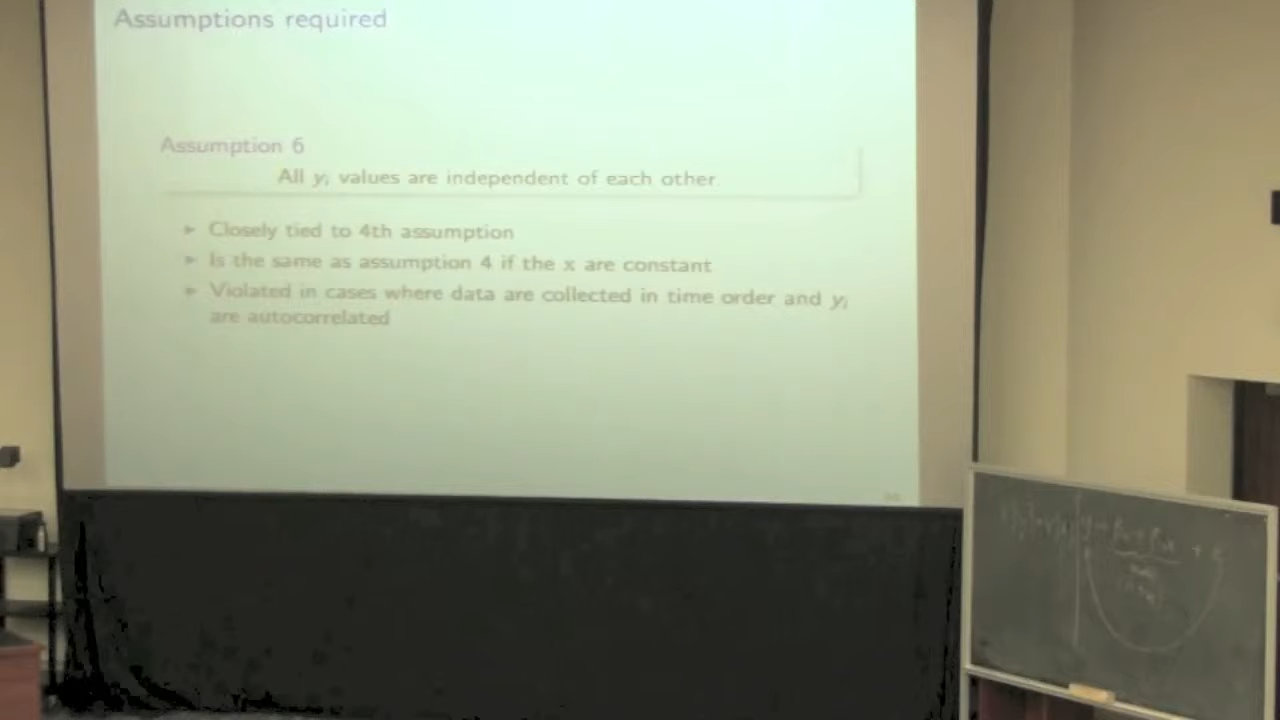 Assumptions required
Assumption 6
All yᵢ values are independent of each other
► Closely tied to 4th assumption
► Is the same as assumption 4 if the x are constant
► Violated in cases where data are collected in time order and yᵢ
are autocorrelated